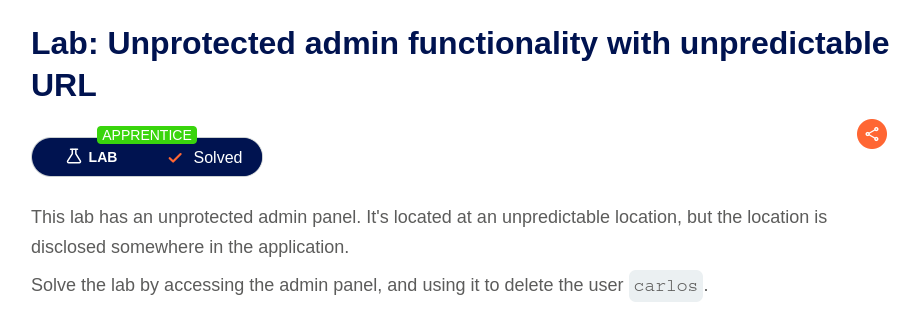 Lab: Unprotected admin functionality with unpredictable
URL
APPRENTICE
LAB Solved
This lab has an unprotected admin panel. It's located at an unpredictable location, but the location is
disclosed somewhere in the application.
Solve the lab by accessing the admin panel, and using it to delete the user carlos.